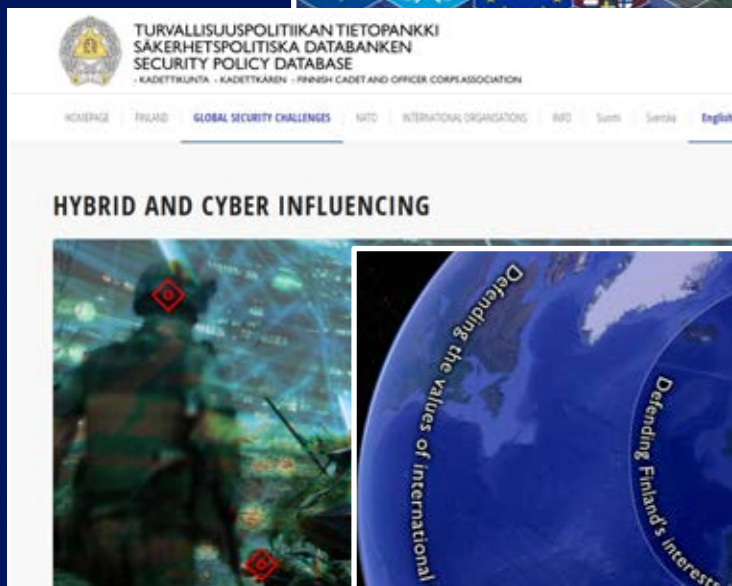 TURVALLISUUSPOLITIIKAN TIETOPANKKI
SÄKERHETSPOLITISKA DATABANKEN
SECURITY POLICY DATABASE
- KADETTIKUNTA - KADETTKÅREN - FINNISH CADET AND OFFICER CORPS ASSOCIATION
HOMEPAGE FINLAND GLOBAL SECURITY CHALLENGES NATO INTERNATIONAL ORGANISATIONS INFO Suomi Svenska English
HYBRID AND CYBER INFLUENCING
Defending the values of international
Defending Finland's interests